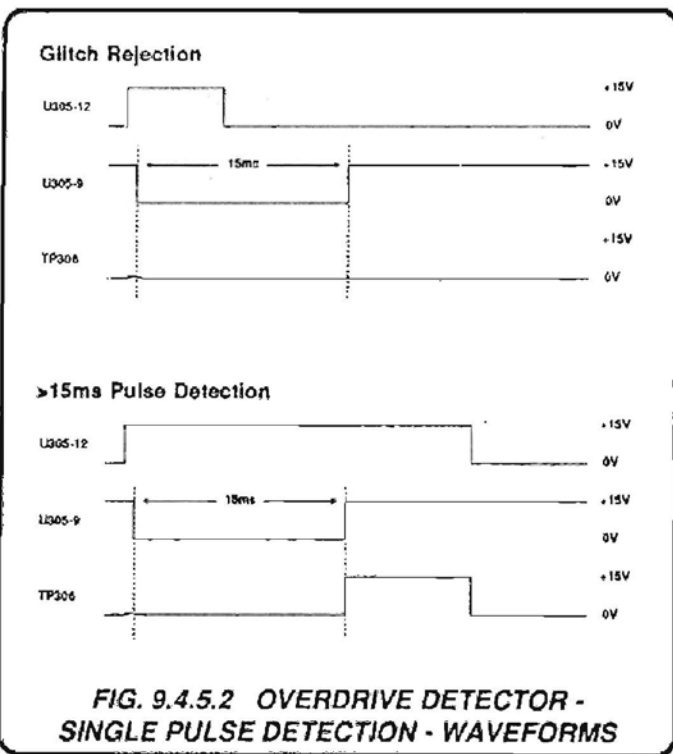 Glitch Rejection
U305-12
+15V
0V
U305-9
15ms
+15V
0V
TP306
+15V
0V
>15ms Pulse Detection
U305-12
+15V
0V
U305-9
15ms
+15V
0V
TP306
+15V
0V
FIG. 9.4.5.2 OVERDRIVE DETECTOR -
SINGLE PULSE DETECTION - WAVEFORMS